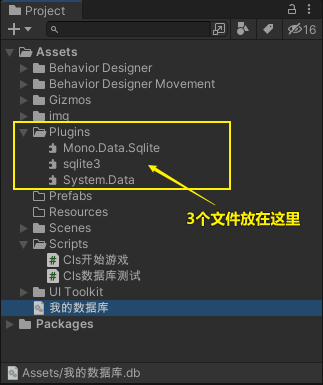 Project
16
Assets
Behavior Designer
Behavior Designer Movement
Gizmos
img
Plugins
Mono.Data.Sqlite
sqlite3
System.Data
3个文件放在这里
Prefabs
Resources
Scenes
Scripts
Cls开始游戏
Cls数据库测试
UI Toolkit
我的数据库
Packages
Assets/我的数据库.db